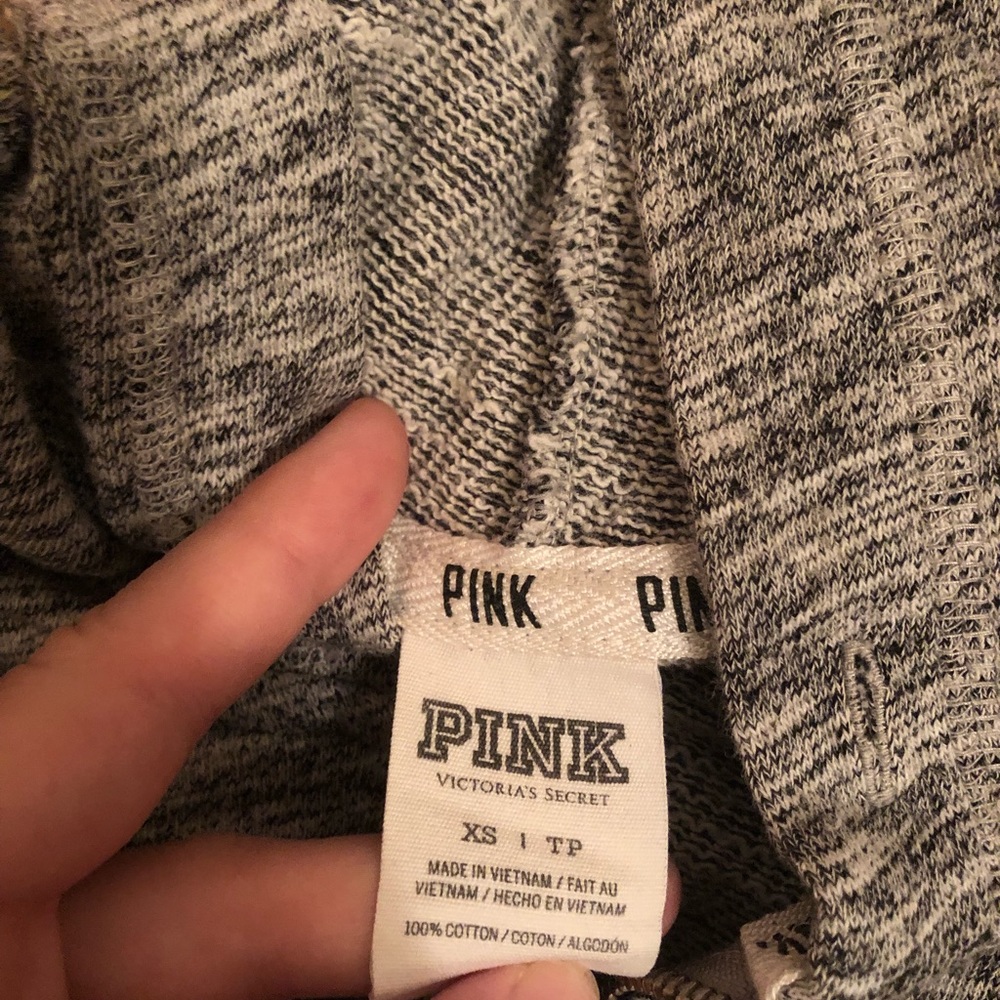 PINK PIN
PINK
VICTORIA'S SECRET
XS | TP
MADE IN VIETNAM / FAIT AU
VIETNAM / HECHO EN VIETNAM
100% COTTON / COTON / ALGODÓN